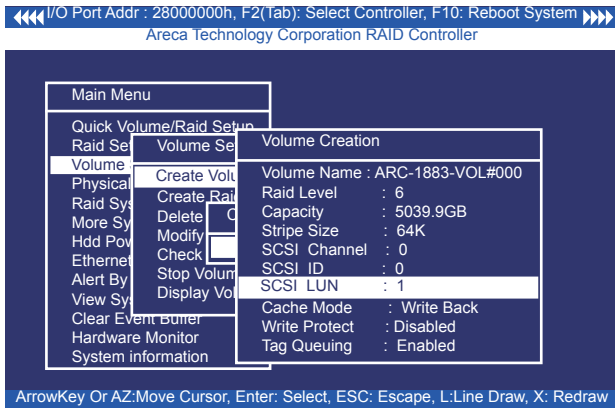 I/O Port Addr : 28000000h, F2(Tab): Select Controller, F10: Reboot System
Areca Technology Corporation RAID Controller
Main Menu
Quick Volume/Raid Setup
Raid Set
Volume
Physical
Raid Sys
More Sy
Hdd Pow
Ethernet
Alert By
View Sys
Clear Event Buffer
Hardware Monitor
System information
Volume Se
Create Volu
Create Raid
Delete
Modify
Check
Stop Volum
Display Vol
C
Volume Creation
Volume Name : ARC-1883-VOL#000
Raid Level : 6
Capacity : 5039.9GB
Stripe Size : 64K
SCSI Channel : 0
SCSI ID : 0
SCSI LUN : 1
Cache Mode : Write Back
Write Protect : Disabled
Tag Queuing : Enabled
ArrowKey Or AZ:Move Cursor, Enter: Select, ESC: Escape, L:Line Draw, X: Redraw